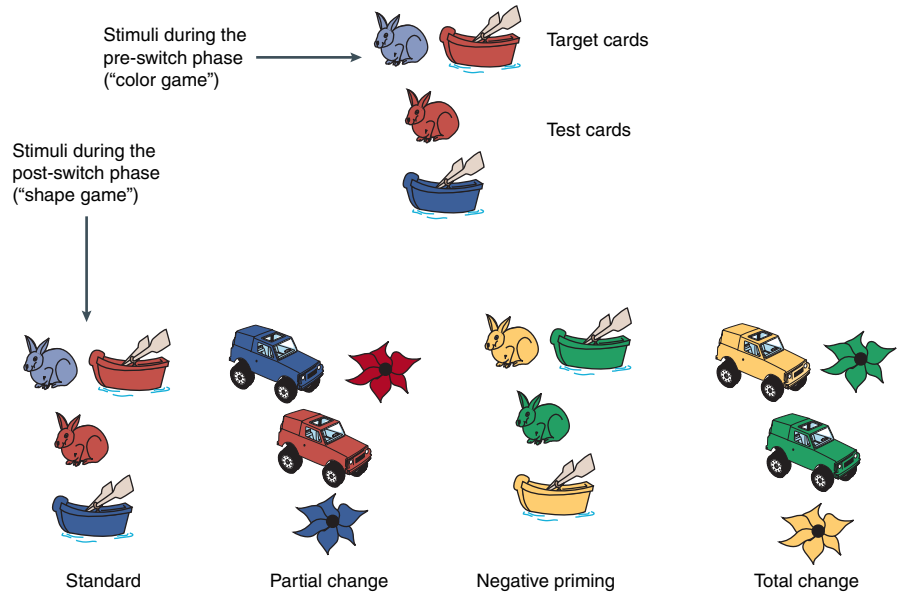 Stimuli during the
pre-switch phase
(“color game”)
Target cards
Test cards
Stimuli during the
post-switch phase
(“shape game”)
Standard
Partial change
Negative priming
Total change